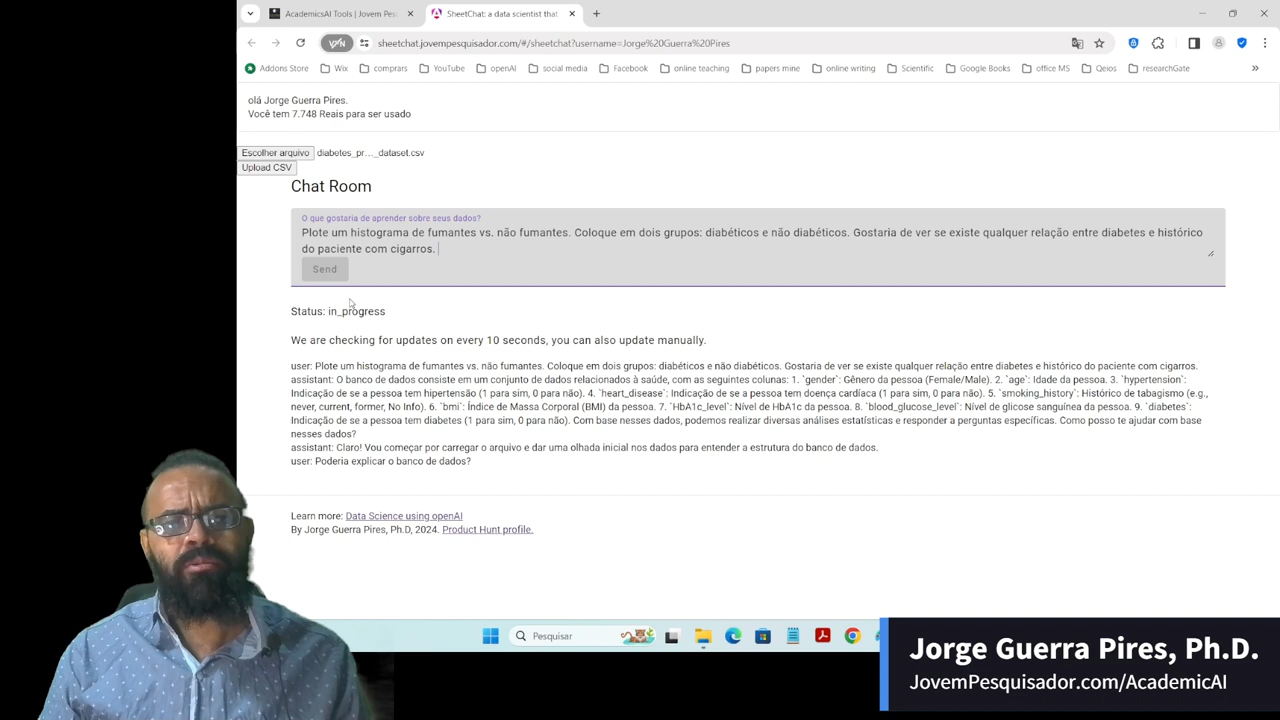 AcademicsAI Tools | Jovem Pes
SheetChat: a data scientist that
VPN
sheetchat.jovempesquisador.com/#/sheetchat?username=Jorge%20Guerra%20Pires
Addons Store
Wix
comprars
YouTube
openAI
social media
Facebook
online teaching
papers mine
online writing
Scientific
Google Books
office MS
Qeios
researchGate
olá Jorge Guerra Pires.
Você tem 7.748 Reais para ser usado
Escolher arquivo diabetes_pr…_dataset.csv
Upload CSV
Chat Room
O que gostaria de aprender sobre seus dados?
Plote um histograma de fumantes vs. não fumantes. Coloque em dois grupos: diabéticos e não diabéticos. Gostaria de ver se existe qualquer relação entre diabetes e histórico
do paciente com cigarros.
Send
Status: in_progress
We are checking for updates on every 10 seconds, you can also update manually.
user: Plote um histograma de fumantes vs. não fumantes. Coloque em dois grupos: diabéticos e não diabéticos. Gostaria de ver se existe qualquer relação entre diabetes e histórico do paciente com cigarros.
assistant: O banco de dados consiste em um conjunto de dados relacionados à saúde, com as seguintes colunas: 1. `gender`: Gênero da pessoa (Female/Male). 2. `age`: Idade da pessoa. 3. `hypertension`:
Indicação de se a pessoa tem hipertensão (1 para sim, 0 para não). 4. `heart_disease`: Indicação de se a pessoa tem doença cardíaca (1 para sim, 0 para não). 5. `smoking_history`: Histórico de tabagismo (e.g.,
never, current, former, No Info). 6. `bmi`: Índice de Massa Corporal (BMI) da pessoa. 7. `HbA1c_level`: Nível de HbA1c da pessoa. 8. `blood_glucose_level`: Nível de glicose sanguínea da pessoa. 9. `diabetes`:
Indicação de se a pessoa tem diabetes (1 para sim, 0 para não). Com base nesses dados, podemos realizar diversas análises estatísticas e responder a perguntas específicas. Como posso te ajudar com base
nesses dados?
assistant: Claro! Vou começar por carregar o arquivo e dar uma olhada inicial nos dados para entender a estrutura do banco de dados.
user: Poderia explicar o banco de dados?
Learn more: Data Science using openAI
By Jorge Guerra Pires, Ph.D, 2024. Product Hunt profile.
Pesquisar
Jorge Guerra Pires, Ph.D.
JovemPesquisador.com/AcademicAI